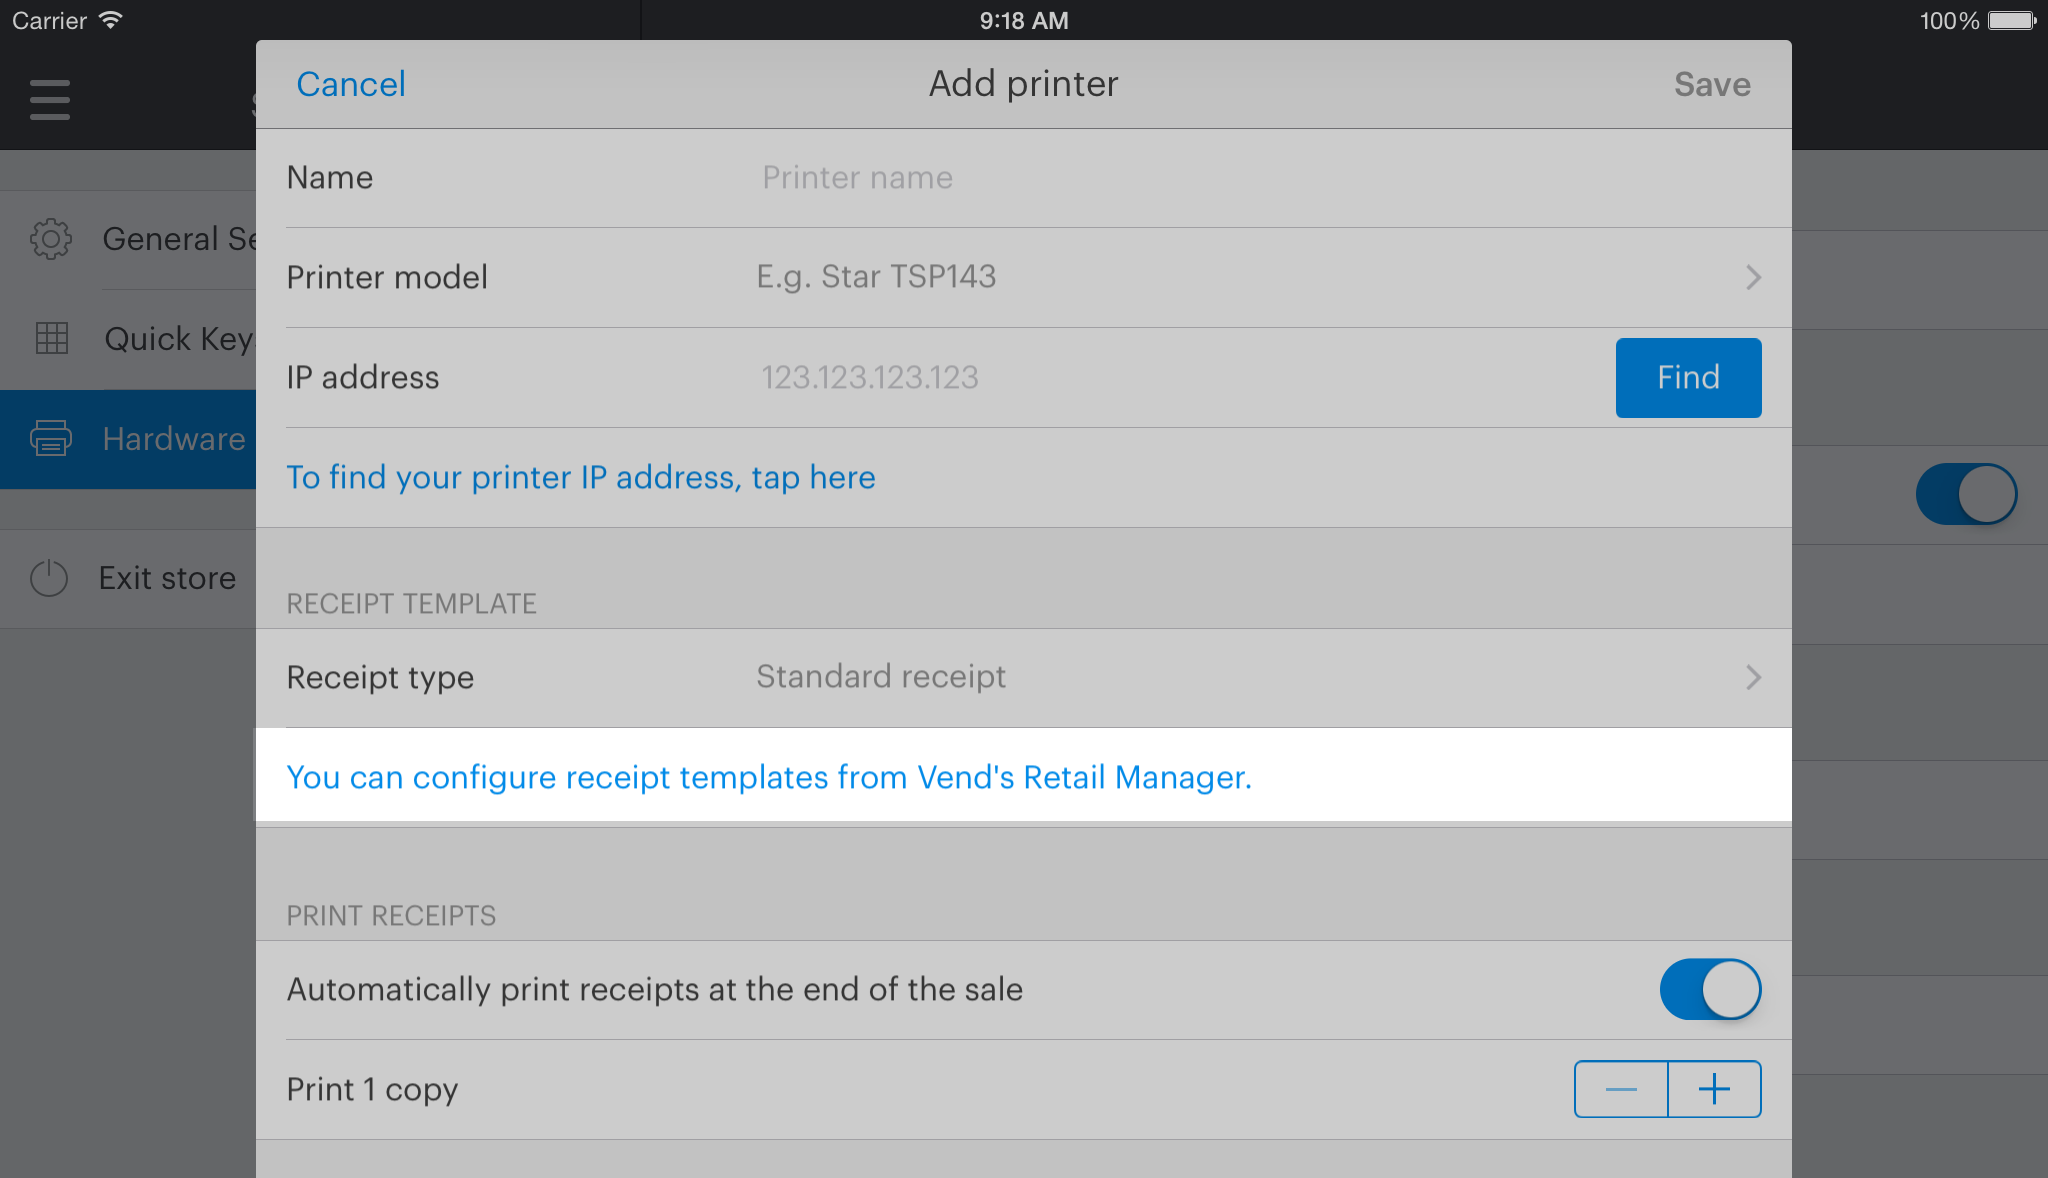 Carrier 9:18 AM 100%
Cancel Add printer Save
Name Printer name
General Se
Printer model E.g. Star TSP143
Quick Key
IP address 123.123.123.123 Find
Hardware
To find your printer IP address, tap here
Exit store
RECEIPT TEMPLATE
Receipt type Standard receipt
You can configure receipt templates from Vend's Retail Manager.
PRINT RECEIPTS
Automatically print receipts at the end of the sale
Print 1 copy